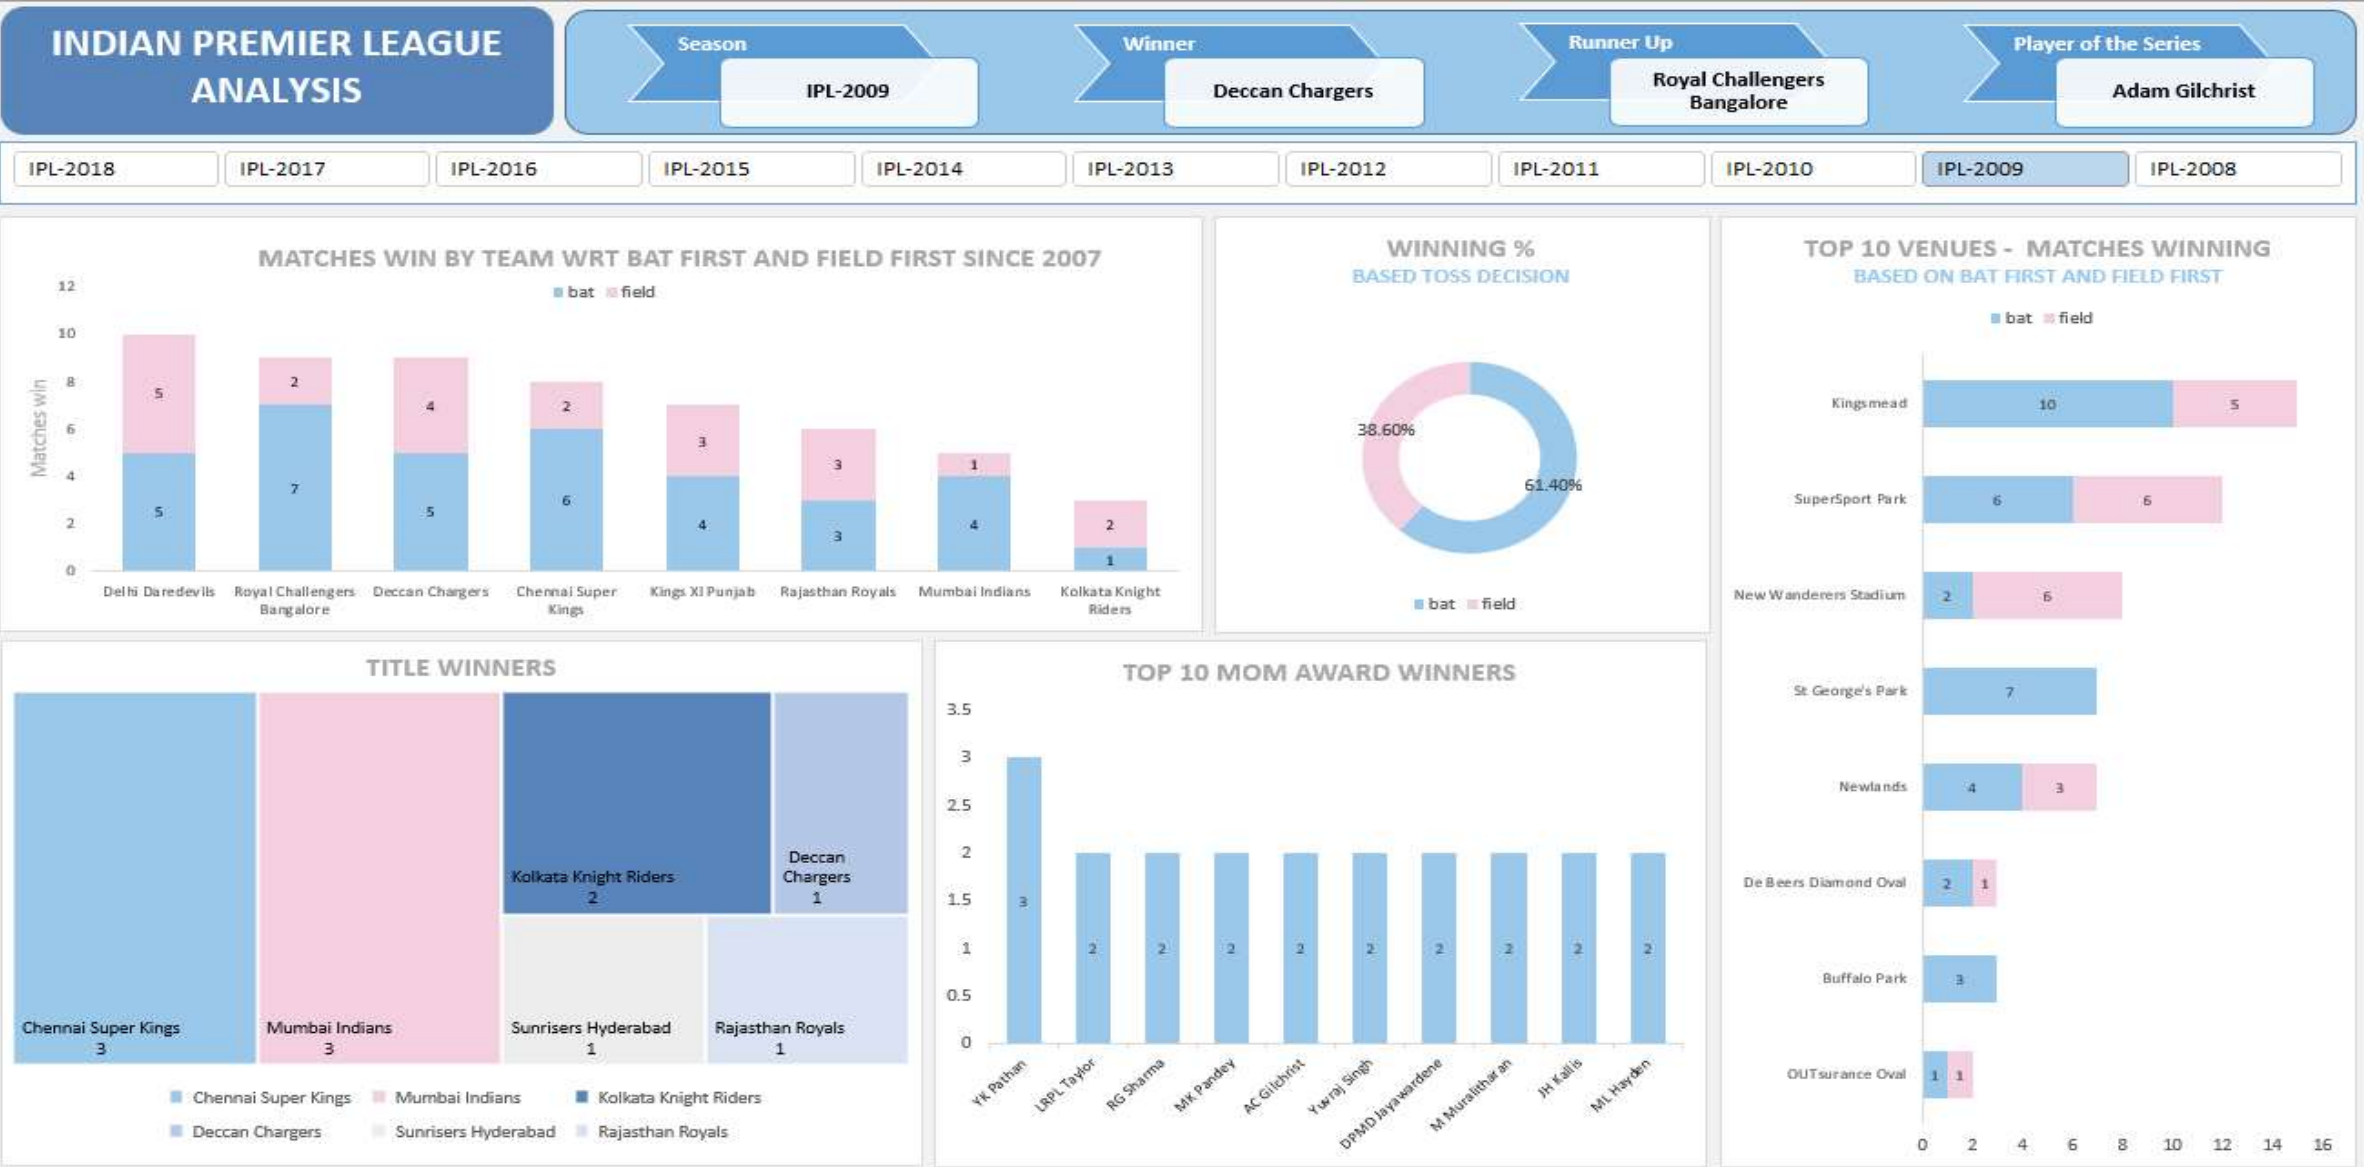 INDIAN PREMIER LEAGUE
ANALYSIS
Season
IPL-2009
Winner
Deccan Chargers
Runner Up
Royal Challengers
Bangalore
Player of the Series
Adam Gilchrist
IPL-2018
IPL-2017
IPL-2016
IPL-2015
IPL-2014
IPL-2013
IPL-2012
IPL-2011
IPL-2010
IPL-2009
IPL-2008
MATCHES WIN BY TEAM WRT BAT FIRST AND FIELD FIRST SINCE 2007
bat field
Matches win
12
10
8
6
4
2
0
5
2
4
2
3
3
1
2
5
7
5
6
4
3
4
1
Delhi Daredevils
Royal Challengers
Bangalore
Deccan Chargers
Chennai Super
Kings
Kings XI Punjab
Rajasthan Royals
Mumbai Indians
Kolkata Knight
Riders
WINNING %
BASED TOSS DECISION
38.60%
61.40%
bat field
TOP 10 VENUES - MATCHES WINNING
BASED ON BAT FIRST AND FIELD FIRST
bat field
Kingsmead 10 5
SuperSport Park 6 6
New Wanderers Stadium 2 6
St George's Park 7
Newlands 4 3
De Beers Diamond Oval 2 1
Buffalo Park 3
OUTsurance Oval 1 1
0 2 4 6 8 10 12 14 16
TITLE WINNERS
Chennai Super Kings
3
Mumbai Indians
3
Kolkata Knight Riders
2
Deccan
Chargers
1
Sunrisers Hyderabad
1
Rajasthan Royals
1
Chennai Super Kings Mumbai Indians Kolkata Knight Riders
Deccan Chargers Sunrisers Hyderabad Rajasthan Royals
TOP 10 MOM AWARD WINNERS
3.5
3
2.5
2
1.5
1
0.5
0
3
2
2
2
2
2
2
2
2
2
YK Pathan
LRPL Taylor
RG Sharma
MK Pandey
AC Gilchrist
Yuvraj Singh
DPMD Jayawardene
M Muralitharan
JH Kallis
ML Hayden